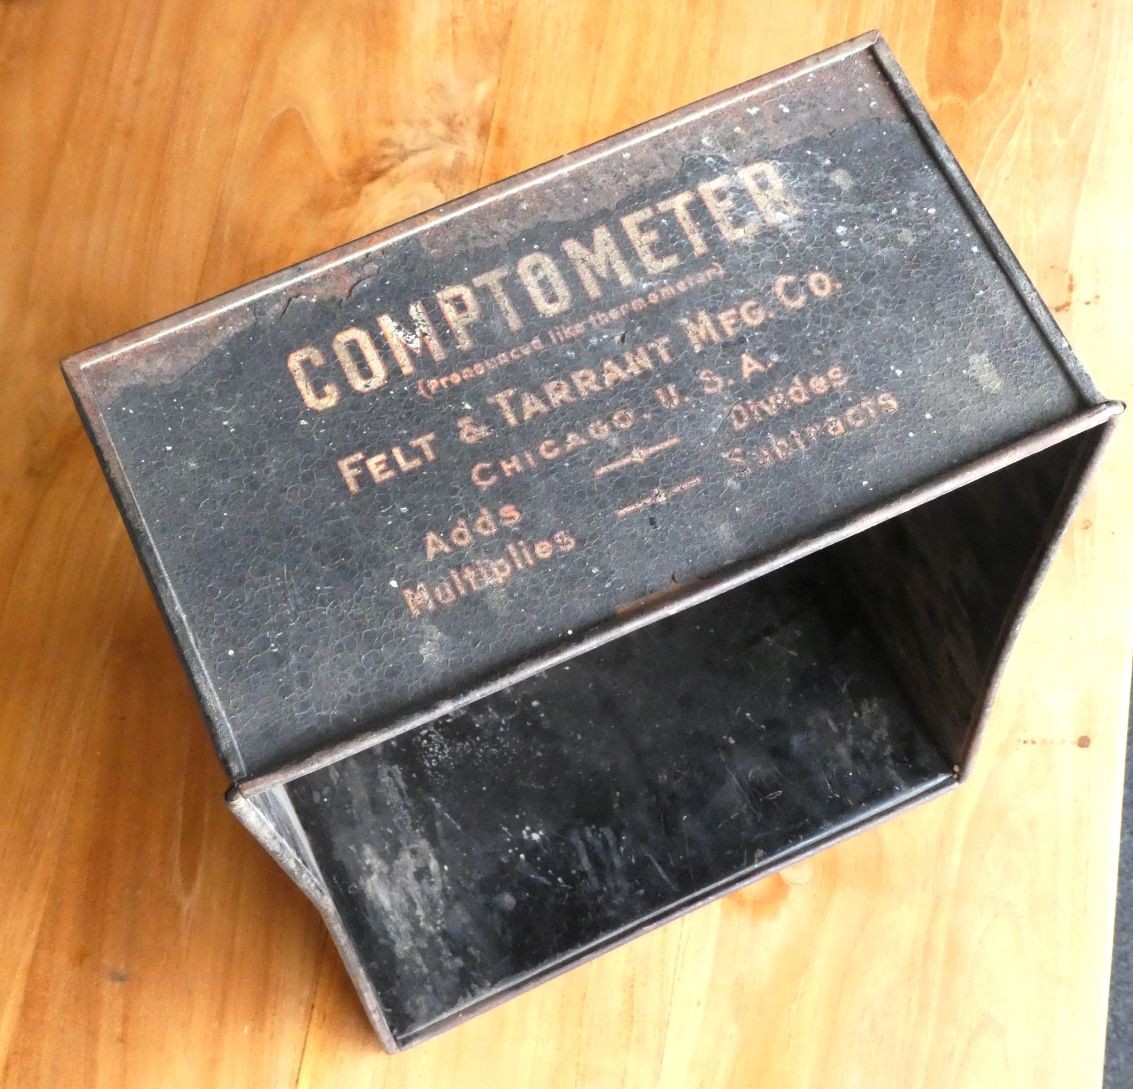 COMPTOMETER
(Pronounced like thermometer)
FELT & TARRANT MFG. CO.
CHICAGO. U. S. A.
Adds Divides
Multiplies Subtracts